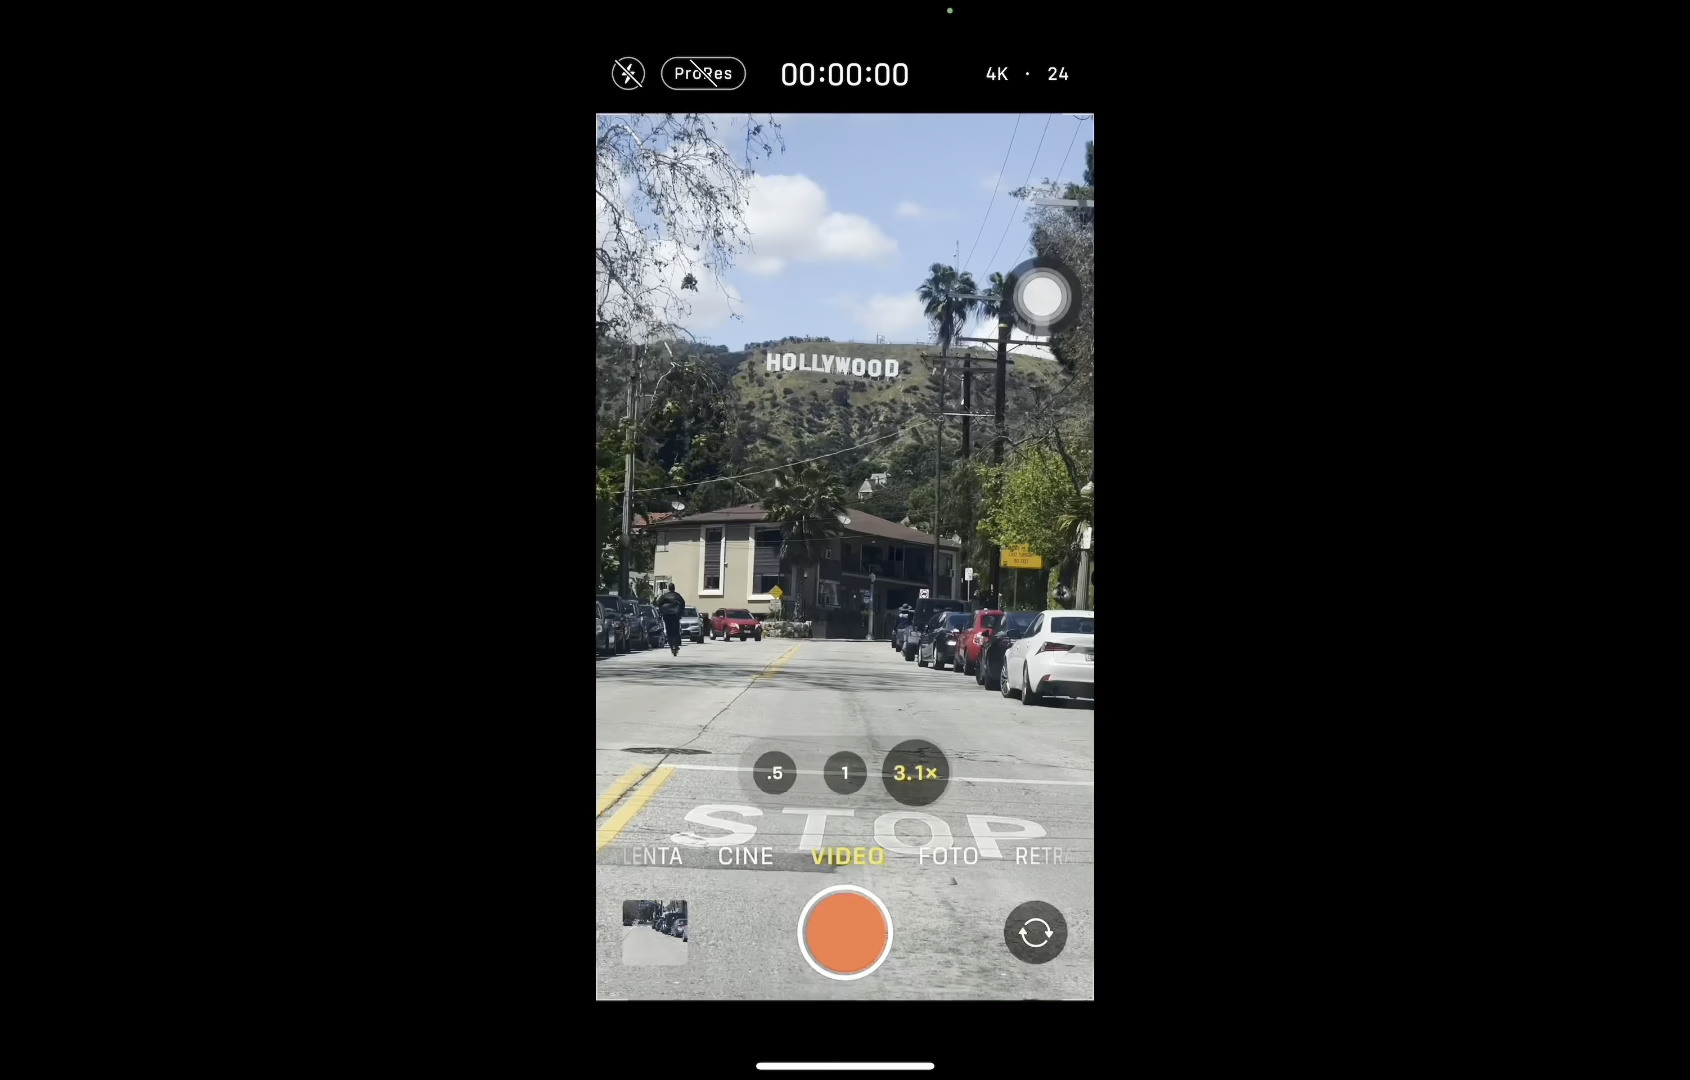 ProRes
00:00:00
4K · 24
HOLLYWOOD
.5
1
3.1×
STOP
LENTA
CINE
VIDEO
FOTO
RETRA